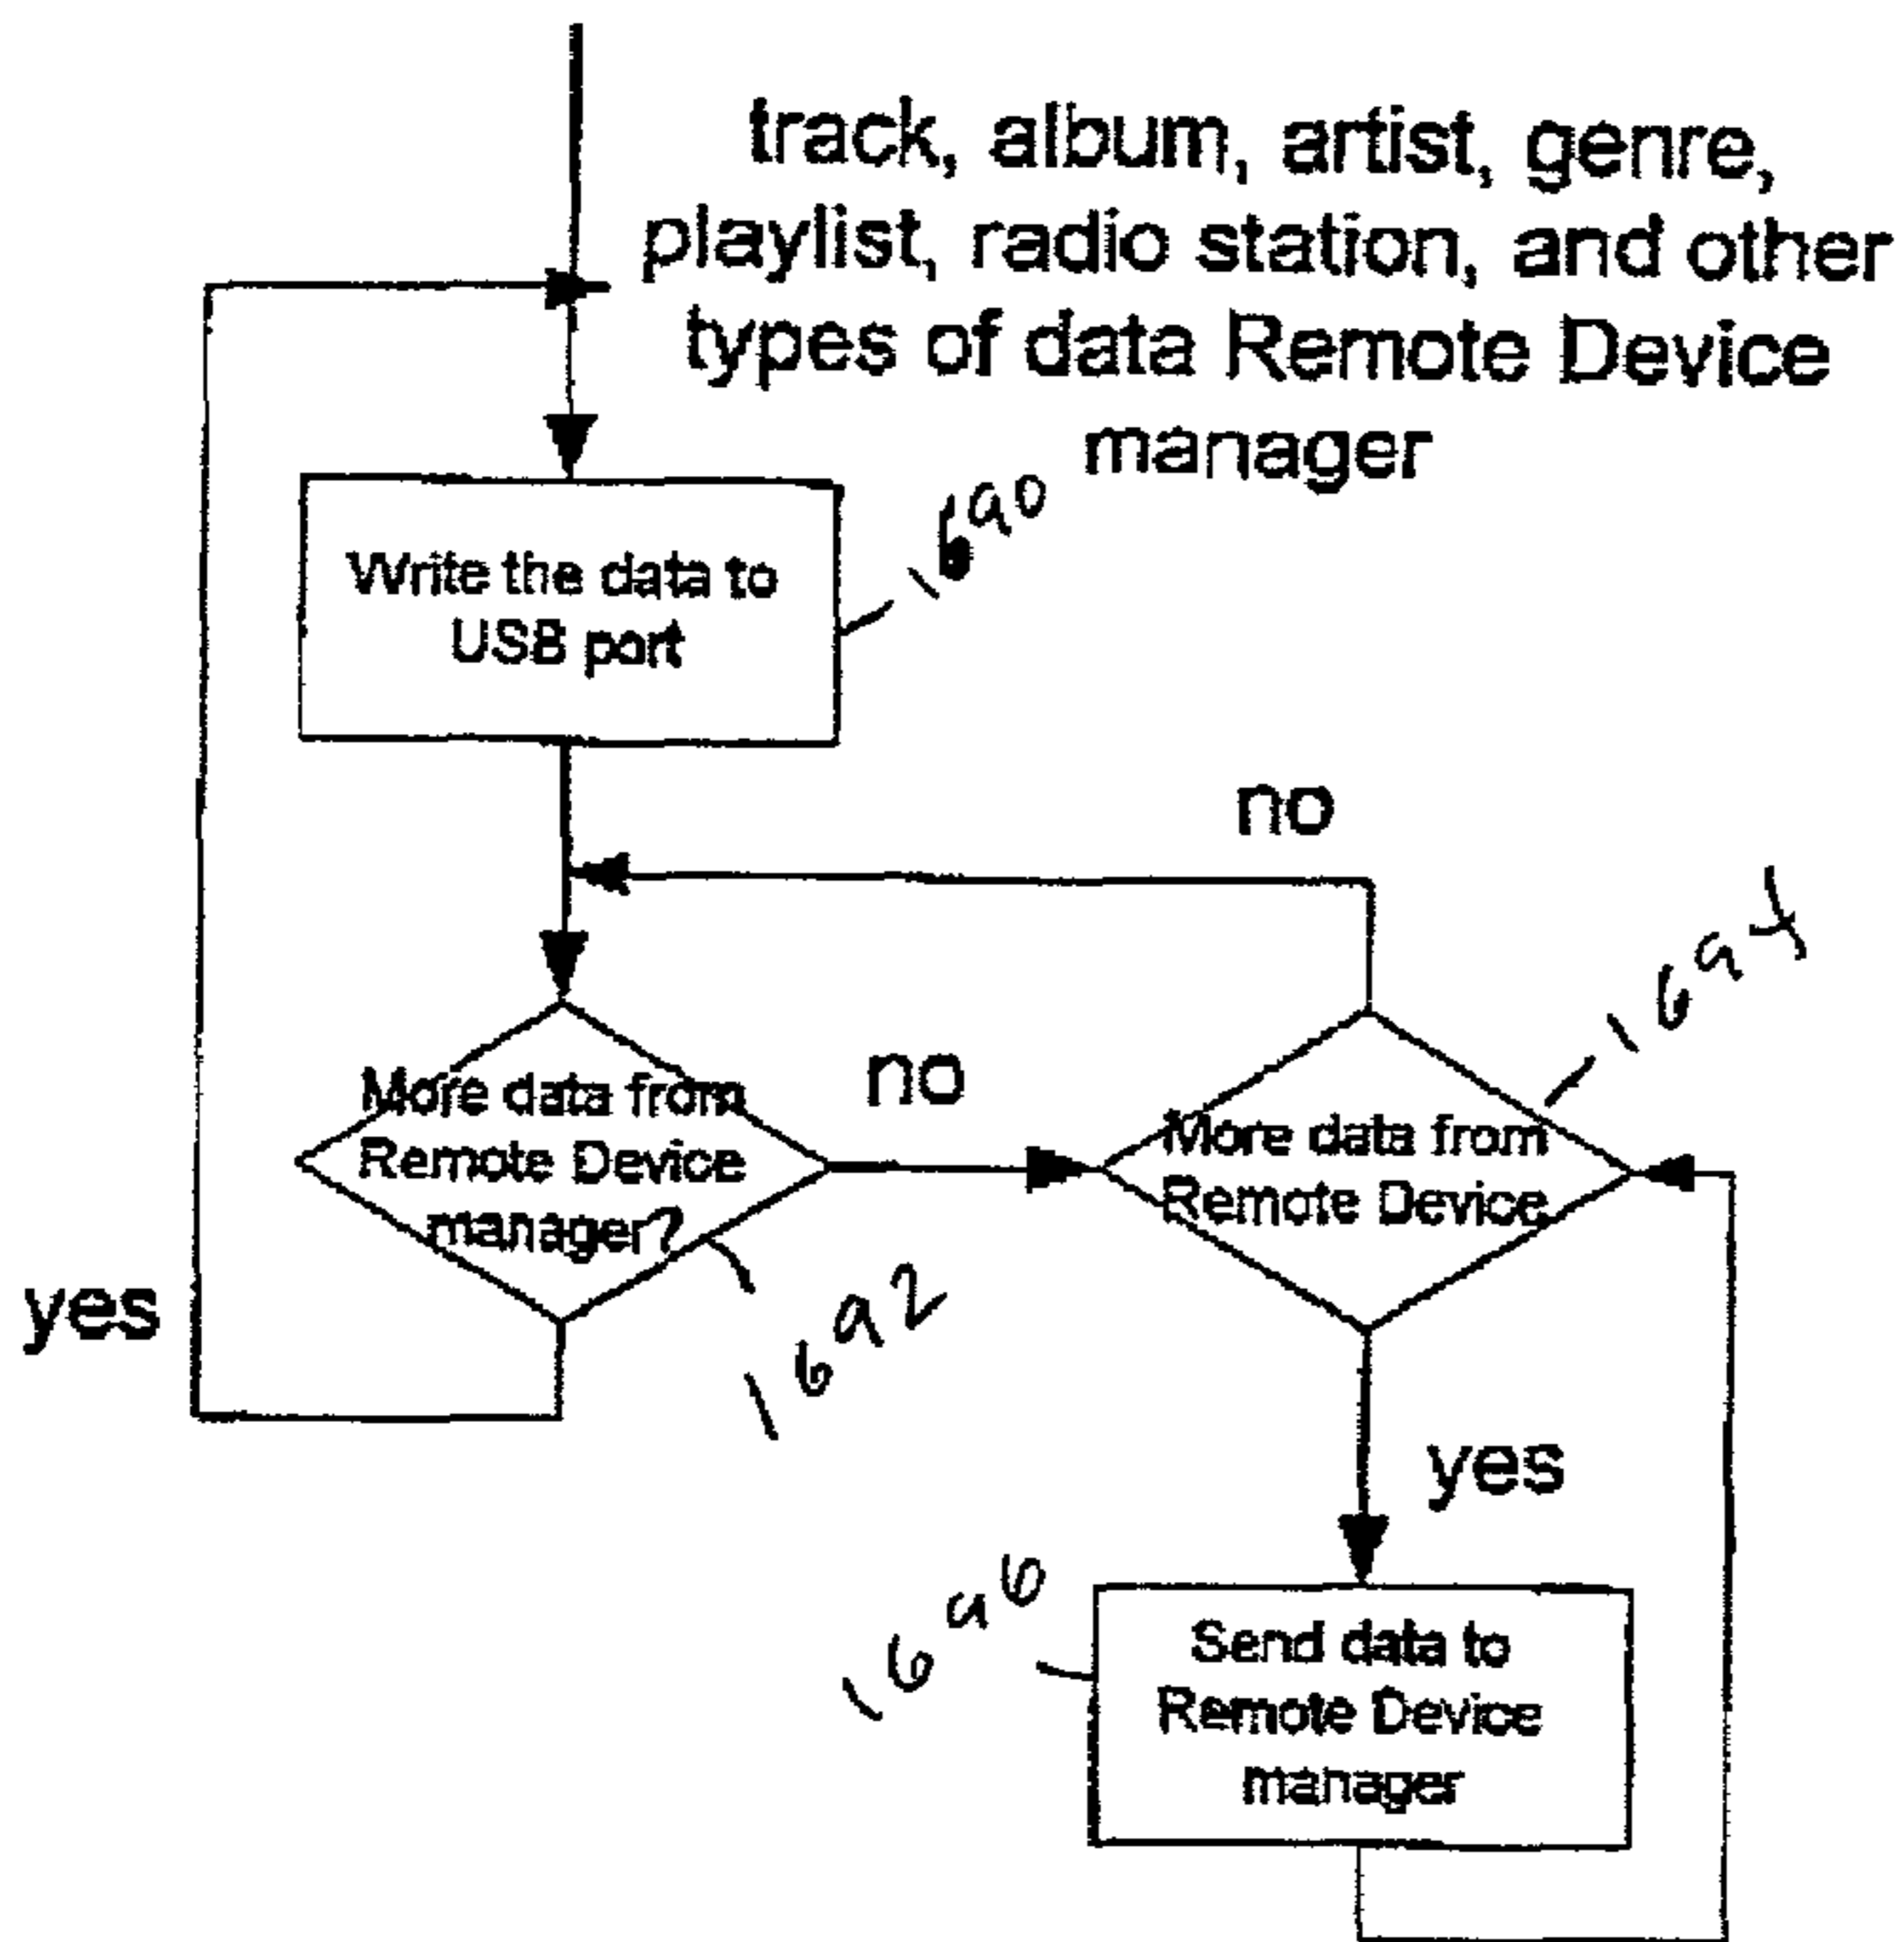 track, album, artist, genre,
playlist, radio station, and other
types of data Remote Device
manager
1690
Write the data to
USB port
no
1694
More data from
Remote Device
manager?
no
More data from
Remote Device
1692
yes
yes
1696
Send data to
Remote Device
manager